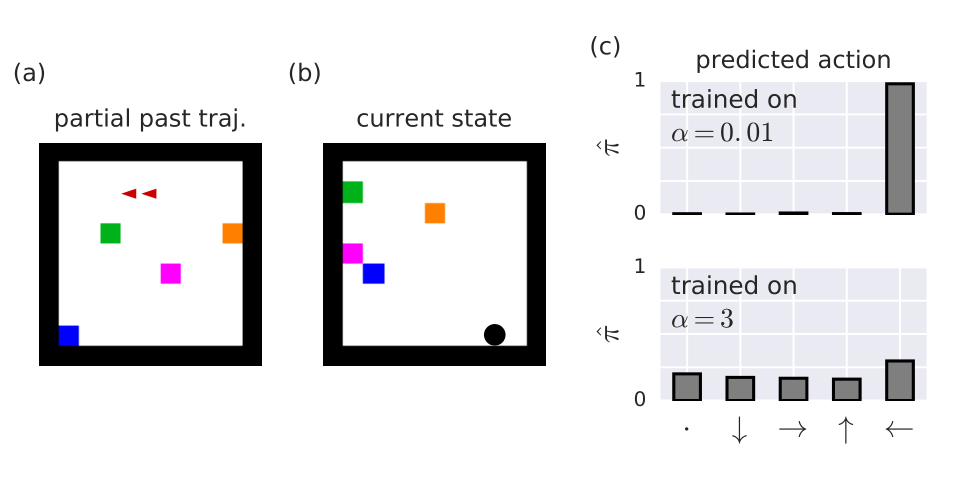 (a)
partial past traj.
(b)
current state
(c)
predicted action
1
trained on
α = 0.01
π̂
0
1
trained on
α = 3
π̂
0
· ↓ → ↑ ←